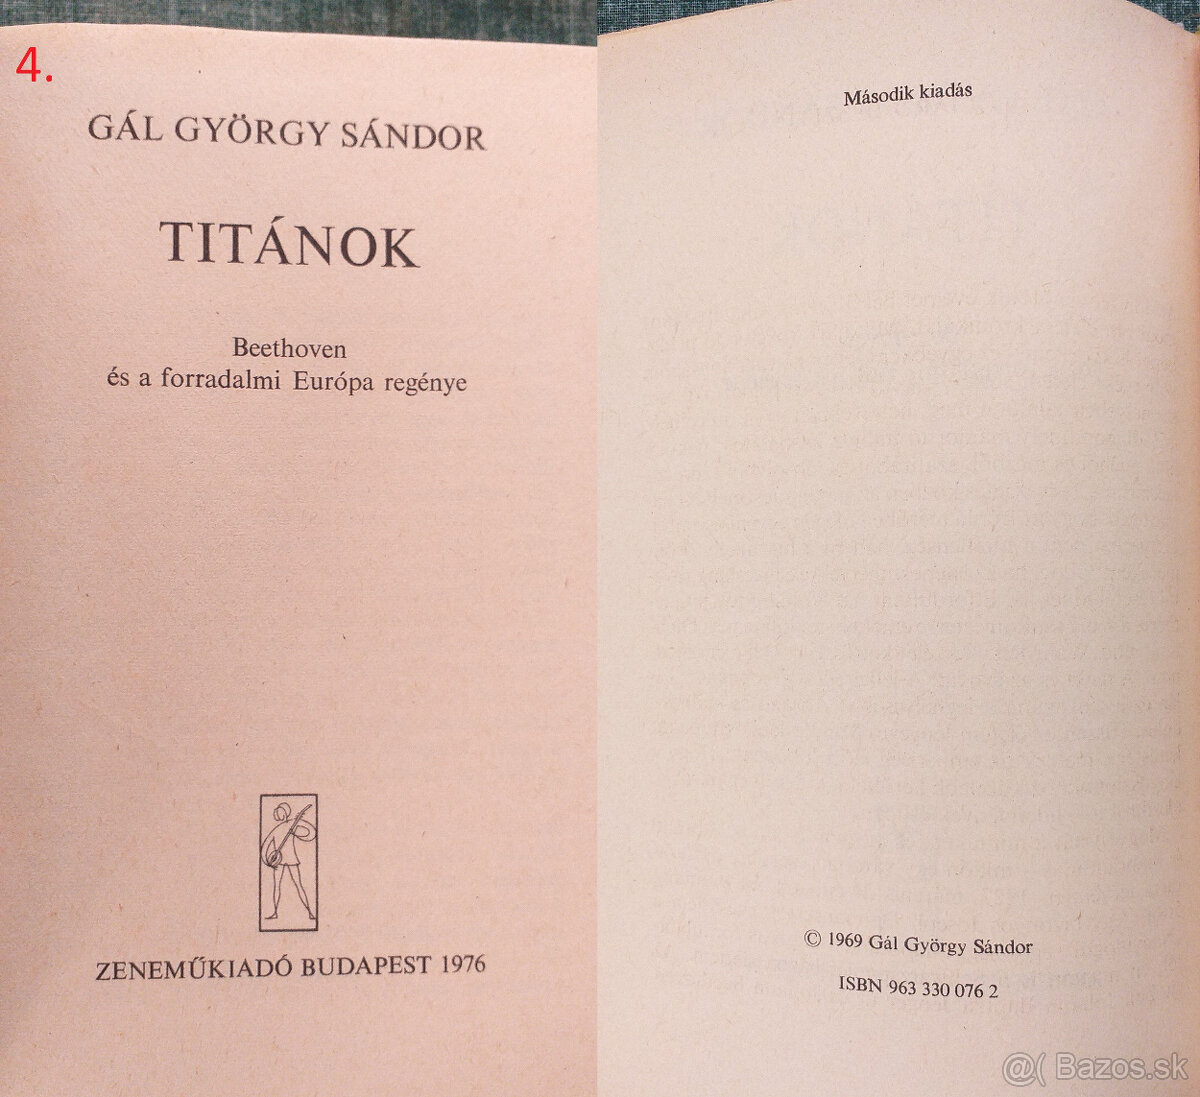 4.
GÁL GYÖRGY SÁNDOR
TITÁNOK
Beethoven
és a forradalmi Európa regénye
ZENEMŰKIADÓ BUDAPEST 1976
Második kiadás
© 1969 Gál György Sándor
ISBN 963 330 076 2
@( Bazos.sk